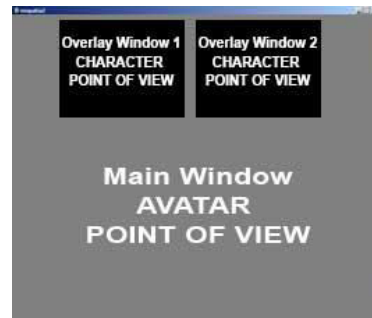 Overlay Window 1
CHARACTER
POINT OF VIEW
Overlay Window 2
CHARACTER
POINT OF VIEW
Main Window
AVATAR
POINT OF VIEW